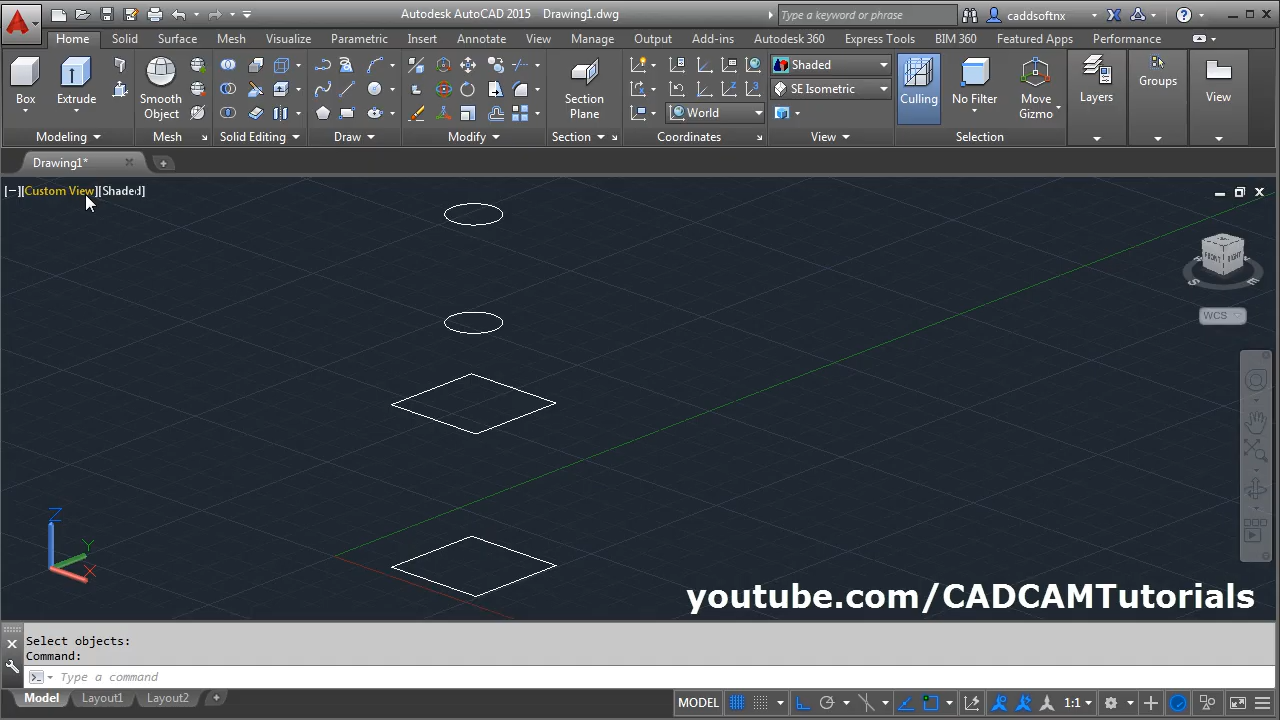 Autodesk AutoCAD 2015 Drawing1.dwg
Type a keyword or phrase
caddsoftnx
Home Solid Surface Mesh Visualize Parametric Insert Annotate View Manage Output Add-ins Autodesk 360 Express Tools BIM 360 Featured Apps Performance
Box
Extrude
Smooth
Object
Section
Plane
World
Shaded
SE Isometric
Culling
No Filter
Move
Gizmo
Layers
Groups
View
Modeling Mesh Solid Editing Draw Modify Section Coordinates View Selection
Drawing1*
[−][Custom View][Shaded]
FRONT RIGHT
S E
WCS
Z
Y
X
youtube.com/CADCAMTutorials
Select objects:
Command:
Type a command
Model Layout1 Layout2
MODEL
1:1